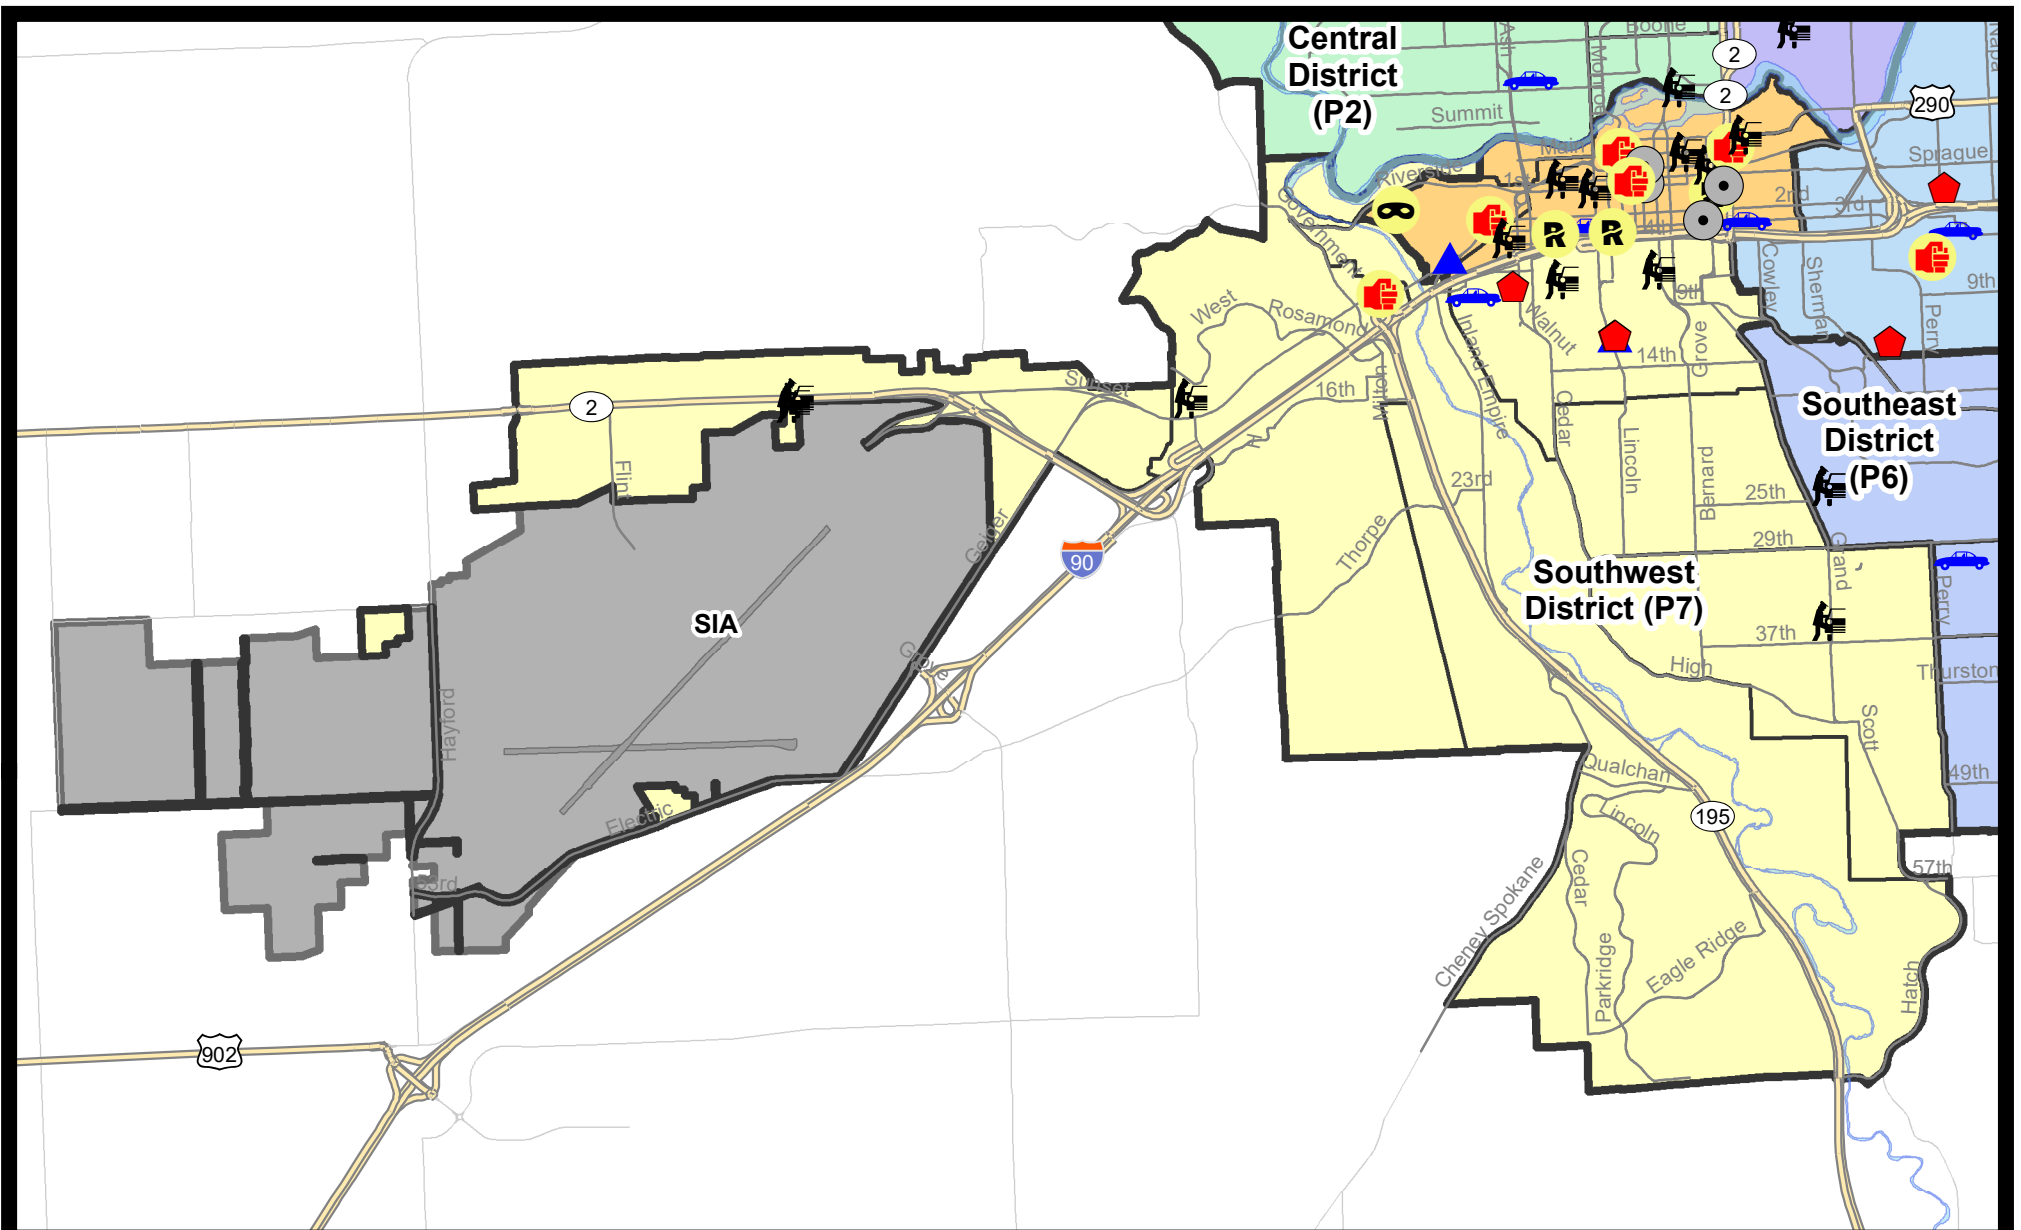 Central
District
(P2)
Boone
Ash
Monroe
Napa
2
2
290
Summit
Main
Sprague
Riverside
1st
2nd
3rd
4th
Government
Cowley
Sherman
9th
9th
Perry
West
Rosamond
Inland Empire
Walnut
14th
Grove
Sunset
16th
Milton
A
Cedar
Lincoln
Bernard
Southeast
District
(P6)
2
Flint
23rd
25th
Thorpe
29th
Grand
Geiger
90
Southwest
District (P7)
Perry
SIA
37th
High
Thurston
Grove
Hayford
Scott
Qualchan
49th
Electric
Lincoln
195
Cedar
57th
53rd
Cheney Spokane
Parkridge
Eagle Ridge
Hatch
902